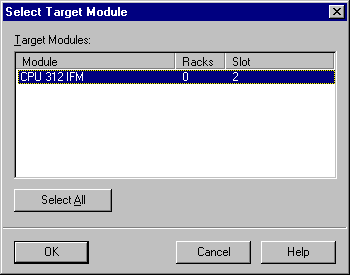 Select Target Module
Target Modules:
Module Racks Slot
CPU 312 IFM 0 2
Select All
OK Cancel Help